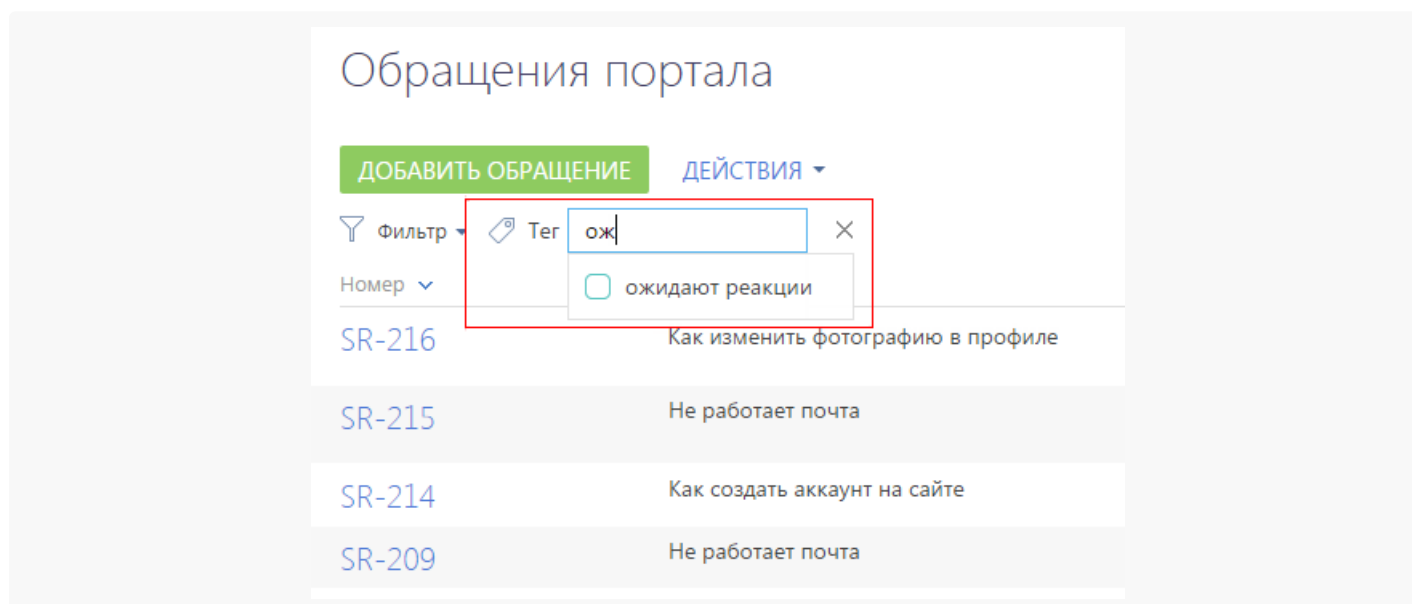 Обращения портала
ДОБАВИТЬ ОБРАЩЕНИЕ ДЕЙСТВИЯ
Фильтр Тег ож
Номер ожидают реакции
SR-216 Как изменить фотографию в профиле
SR-215 Не работает почта
SR-214 Как создать аккаунт на сайте
SR-209 Не работает почта